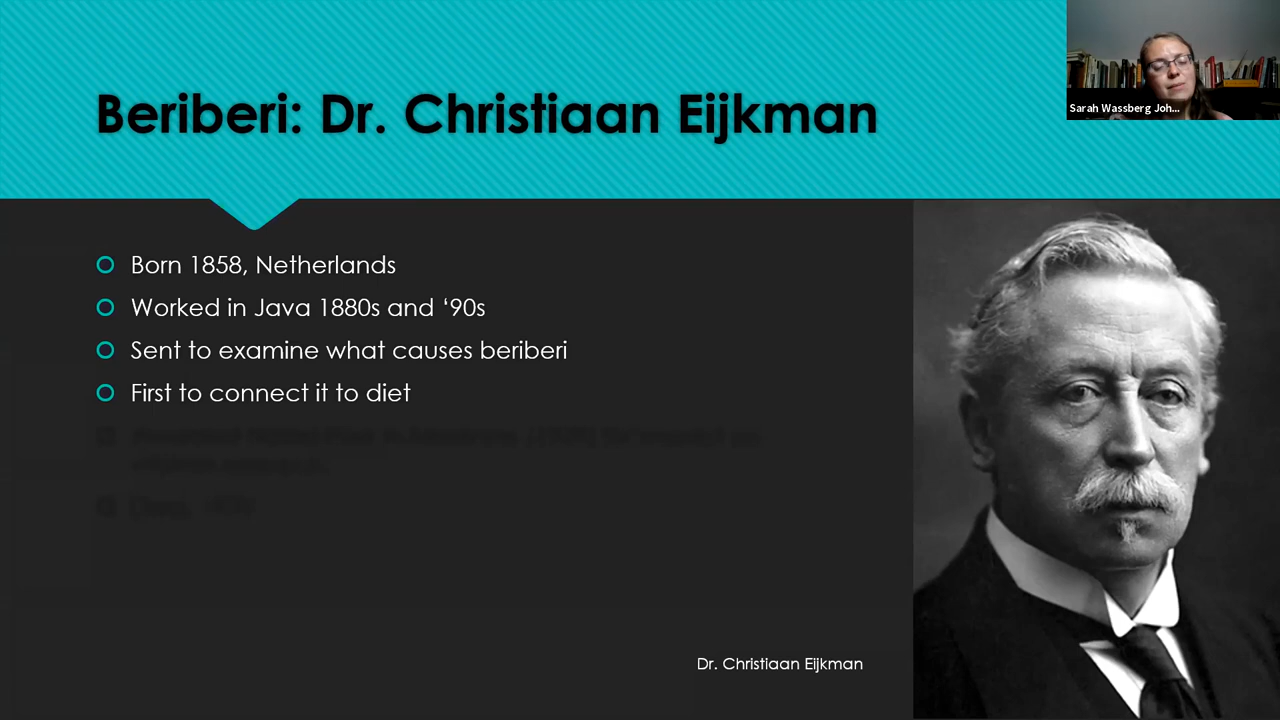 Beriberi: Dr. Christiaan Eijkman
Sarah Wassberg Joh...
Born 1858, Netherlands
Worked in Java 1880s and ‘90s
Sent to examine what causes beriberi
First to connect it to diet
Dr. Christiaan Eijkman